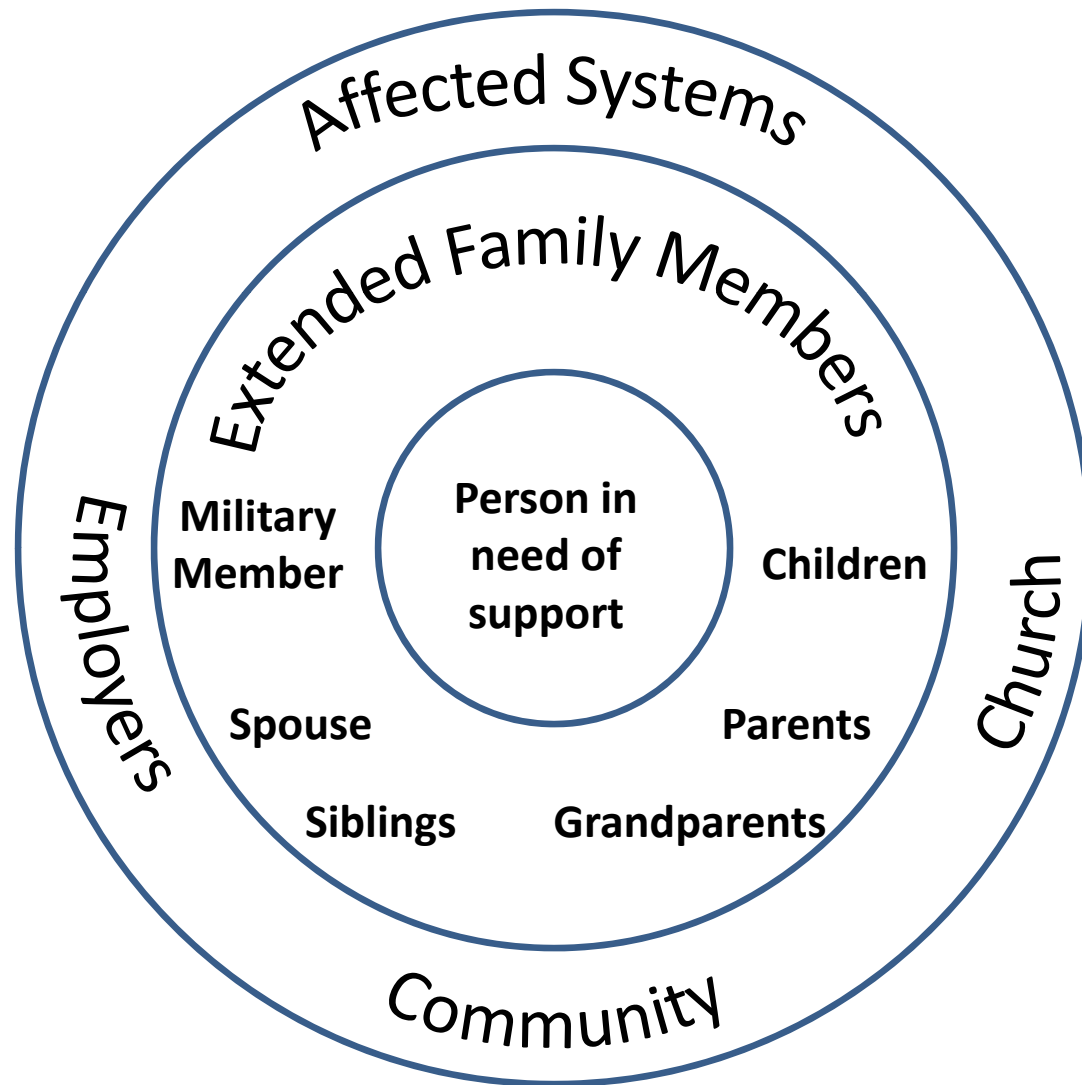 Affected Systems
Extended Family Members
Person in
need of
support
Military
Member
Children
Spouse
Parents
Siblings
Grandparents
Employers
Church
Community